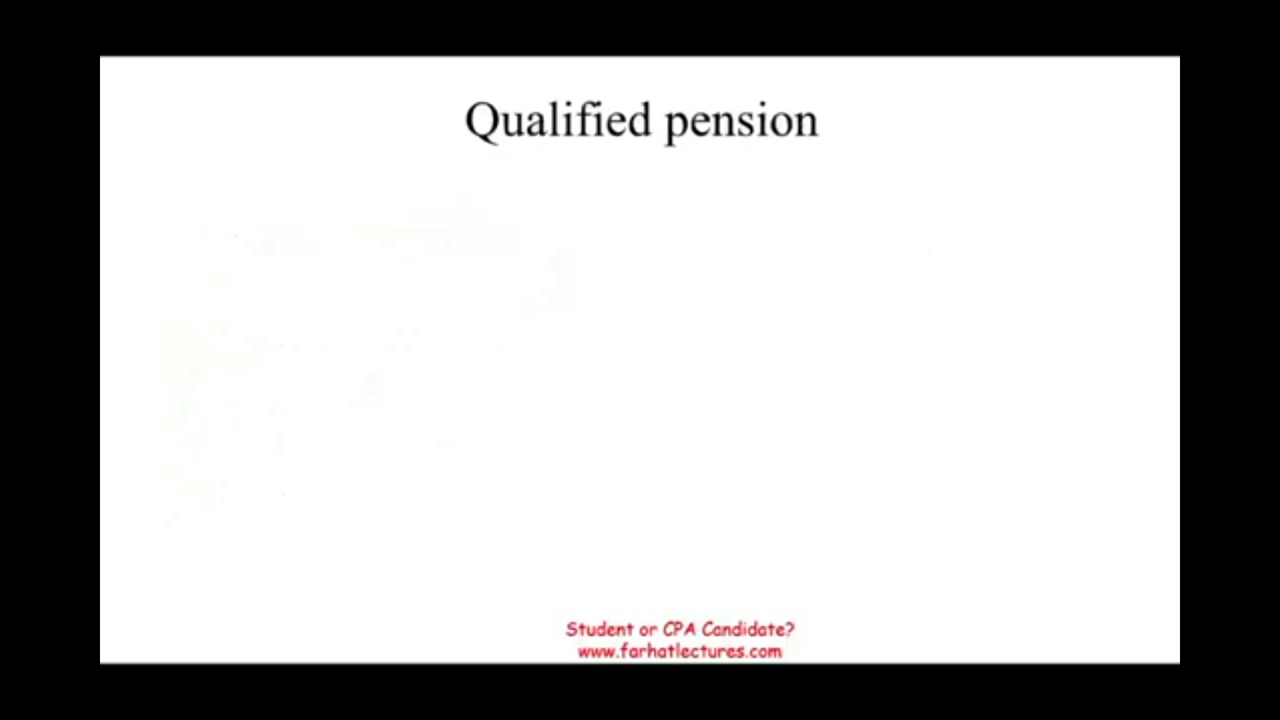 Qualified pension
Student or CPA Candidate?
www.farhatlectures.com